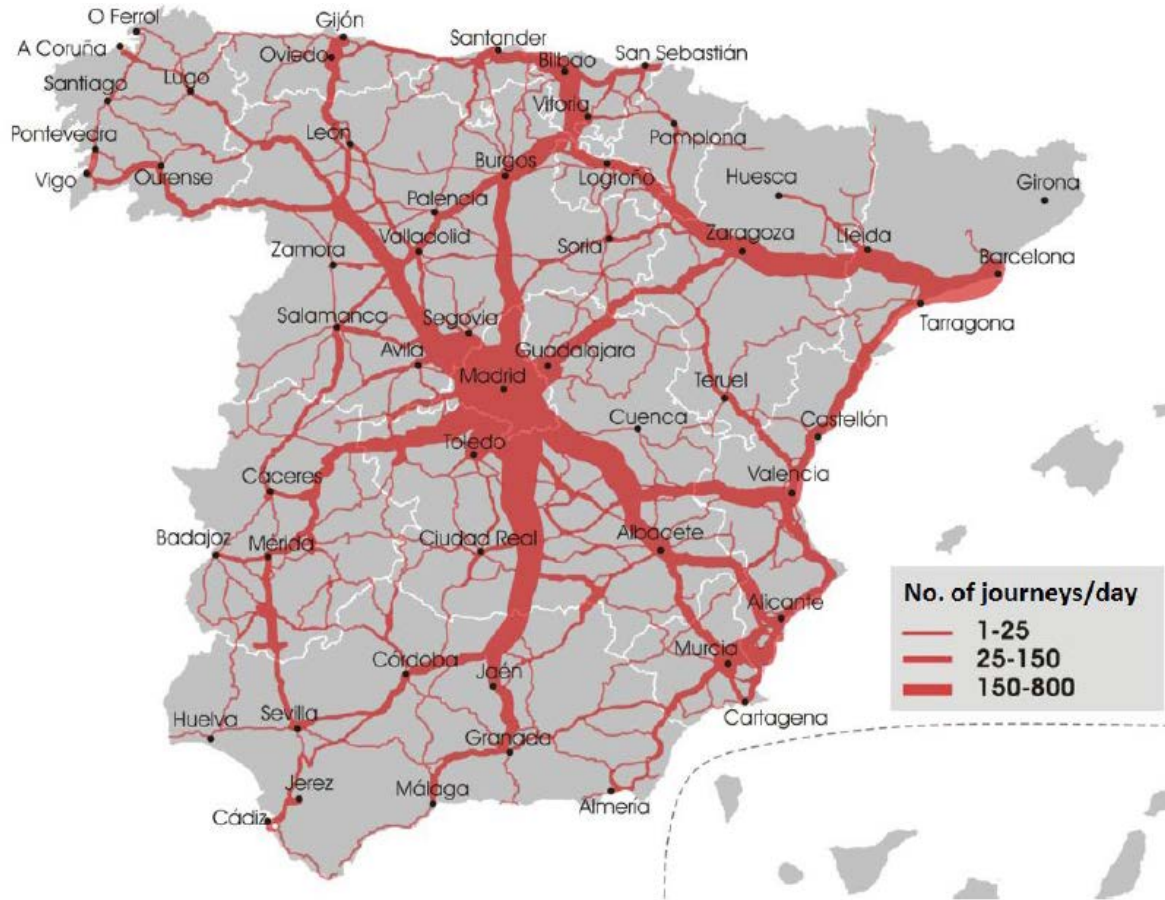 O Ferrol
Gijón
A Coruña
Santander
San Sebastián
Oviedo
Bilbao
Lugo
Santiago
Vitoria
León
Pamplona
Pontevedra
Burgos
Logroño
Vigo
Ourense
Huesca
Girona
Palencia
Valladolid
Soria
Zaragoza
Lleida
Zamora
Barcelona
Salamanca
Segovia
Tarragona
Avila
Guadalajara
Madrid
Teruel
Cuenca
Castellón
Toledo
Cáceres
Valencia
Badajoz
Mérida
Ciudad Real
Albacete
No. of journeys/day
1-25
25-150
150-800
Alicante
Murcia
Córdoba
Jaén
Cartagena
Huelva
Sevilla
Granada
Jerez
Málaga
Almería
Cádiz